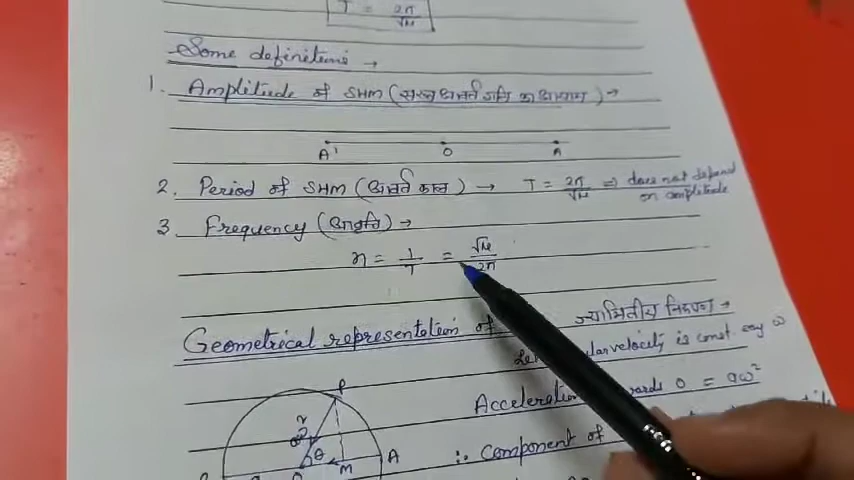 T = 2π/√μ
Some definitions →
1. Amplitude of SHM (सरल आवर्त गति का आयाम) →
A' O A
2. Period of SHM (आवर्त काल) → T = 2π/√μ ⇒ does not depend on amplitude
3 Frequency (आवृत्ति) →
n = 1/T = √μ/2π
Geometrical representation of ज्यामितीय निरूपण →
velocity is const say ω
Acceleration 0 = aω²
P
θ
M A
∴ Component of